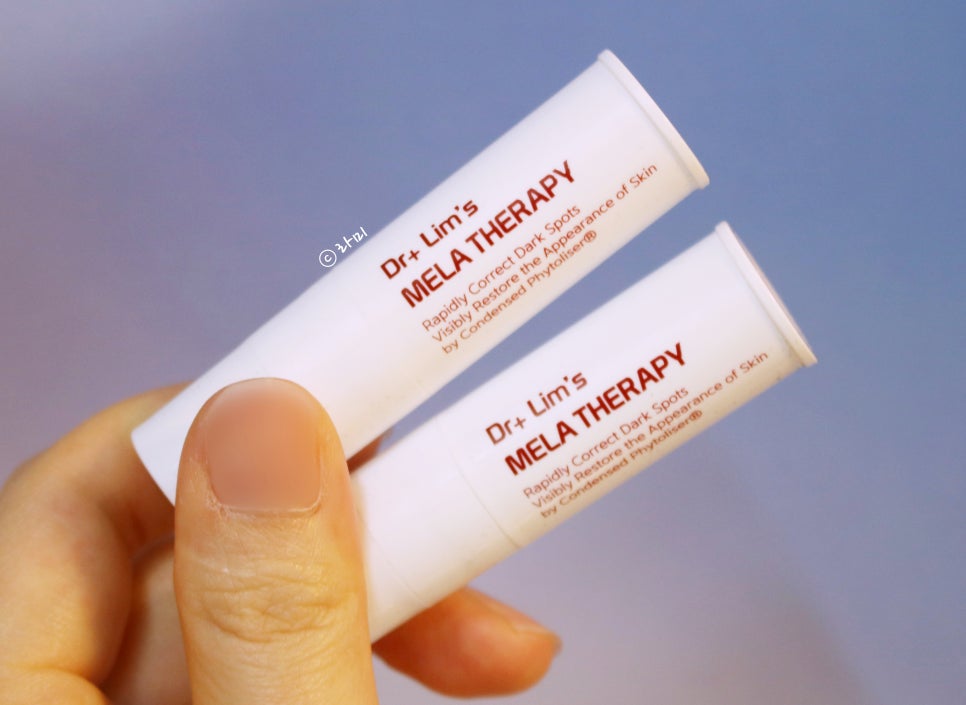 Dr+ Lim's
MELA THERAPY
Rapidly Correct Dark Spots
Visibly Restore the Appearance of Skin
by Condensed Phytoliser®
ⓒ라미
Dr+ Lim's
MELA THERAPY
Rapidly Correct Dark Spots
Visibly Restore the Appearance of Skin
by Condensed Phytoliser®